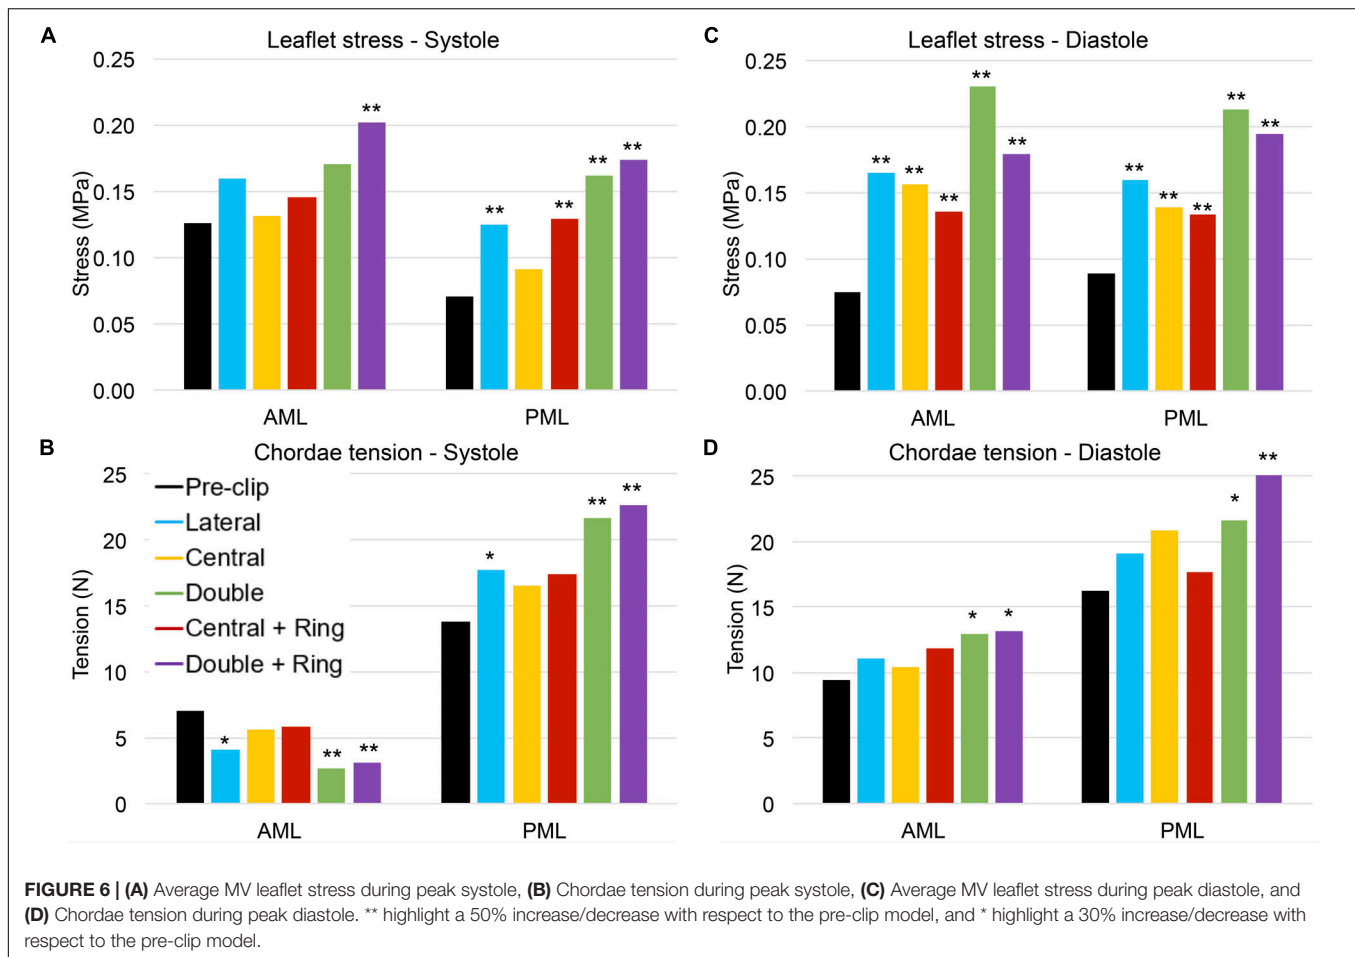 A
Leaflet stress - Systole
0.25
0.20
0.15
0.10
0.05
0.00
Stress (MPa)
**
**
**
**
**
AML
PML
C
Leaflet stress - Diastole
0.25
0.20
0.15
0.10
0.05
0.00
Stress (MPa)
**
**
**
**
**
**
**
**
**
**
AML
PML
B
Chordae tension - Systole
25
20
15
10
5
0
Tension (N)
Pre-clip
Lateral
Central
Double
Central + Ring
Double + Ring
*
**
**
*
**
**
AML
PML
D
Chordae tension - Diastole
25
20
15
10
5
0
Tension (N)
*
*
*
**
AML
PML
FIGURE 6 | (A) Average MV leaflet stress during peak systole, (B) Chordae tension during peak systole, (C) Average MV leaflet stress during peak diastole, and
(D) Chordae tension during peak diastole. ** highlight a 50% increase/decrease with respect to the pre-clip model, and * highlight a 30% increase/decrease with
respect to the pre-clip model.